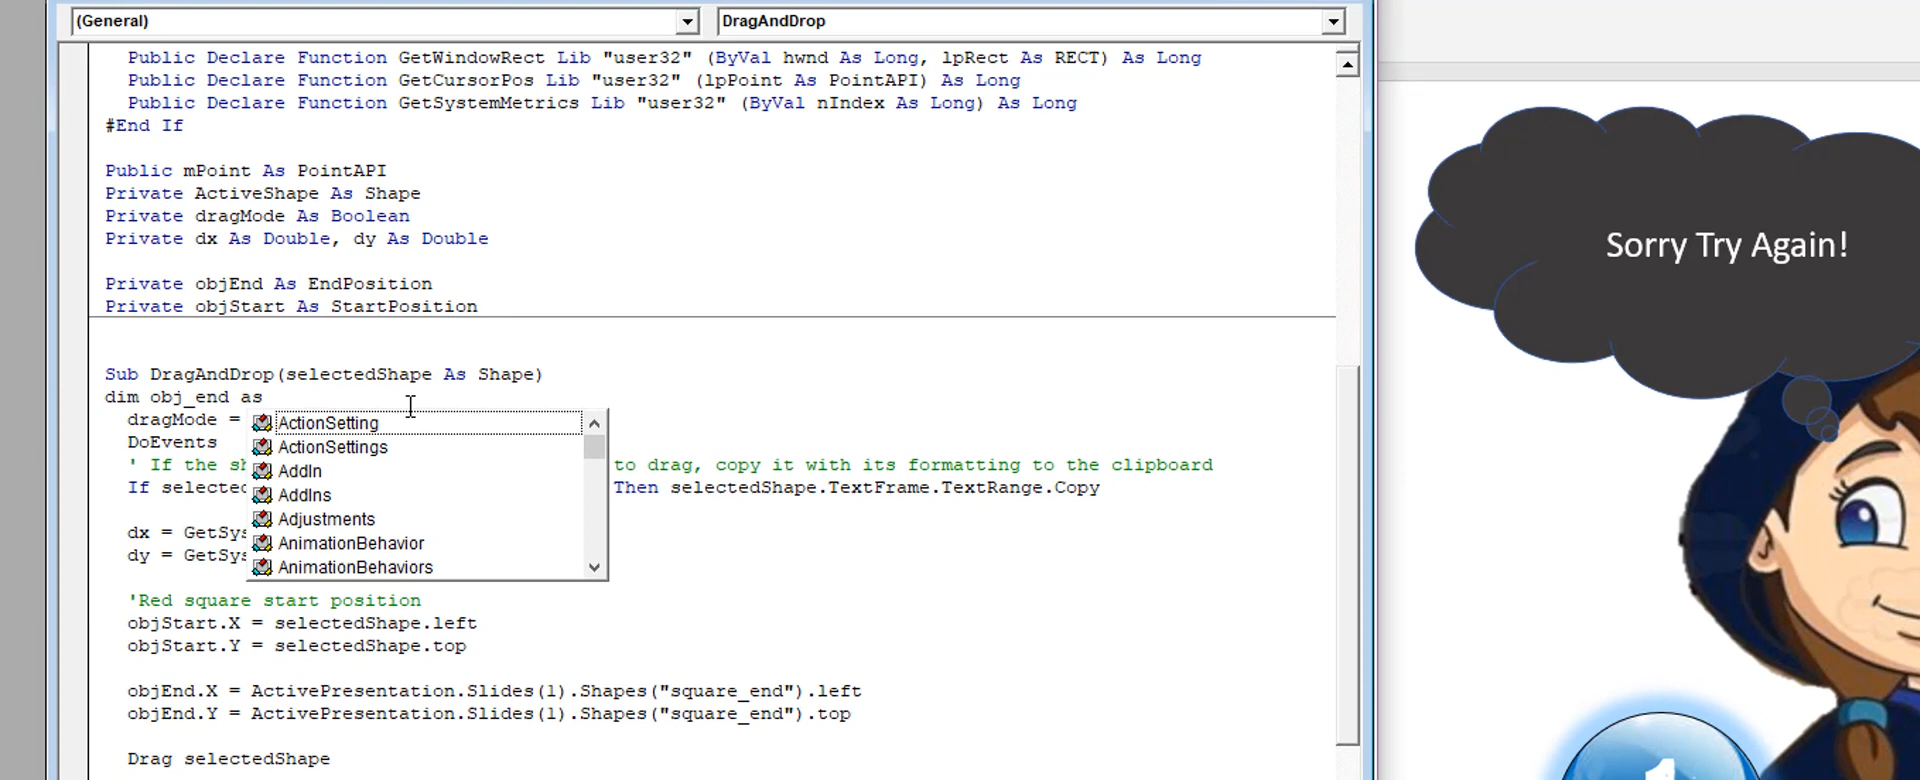 (General) DragAndDrop
Public Declare Function GetWindowRect Lib "user32" (ByVal hwnd As Long, lpRect As RECT) As Long
Public Declare Function GetCursorPos Lib "user32" (lpPoint As PointAPI) As Long
Public Declare Function GetSystemMetrics Lib "user32" (ByVal nIndex As Long) As Long
#End If
Public mPoint As PointAPI
Private ActiveShape As Shape
Private dragMode As Boolean
Private dx As Double, dy As Double
Private objEnd As EndPosition
Private objStart As StartPosition
Sub DragAndDrop(selectedShape As Shape)
dim obj_end as
dragMode =
DoEvents
' If the sh to drag, copy it with its formatting to the clipboard
If selected Then selectedShape.TextFrame.TextRange.Copy
dx = GetSys
dy = GetSys
ActionSetting
ActionSettings
AddIn
AddIns
Adjustments
AnimationBehavior
AnimationBehaviors
'Red square start position
objStart.X = selectedShape.left
objStart.Y = selectedShape.top
objEnd.X = ActivePresentation.Slides(1).Shapes("square_end").left
objEnd.Y = ActivePresentation.Slides(1).Shapes("square_end").top
Drag selectedShape
Sorry Try Again!
1